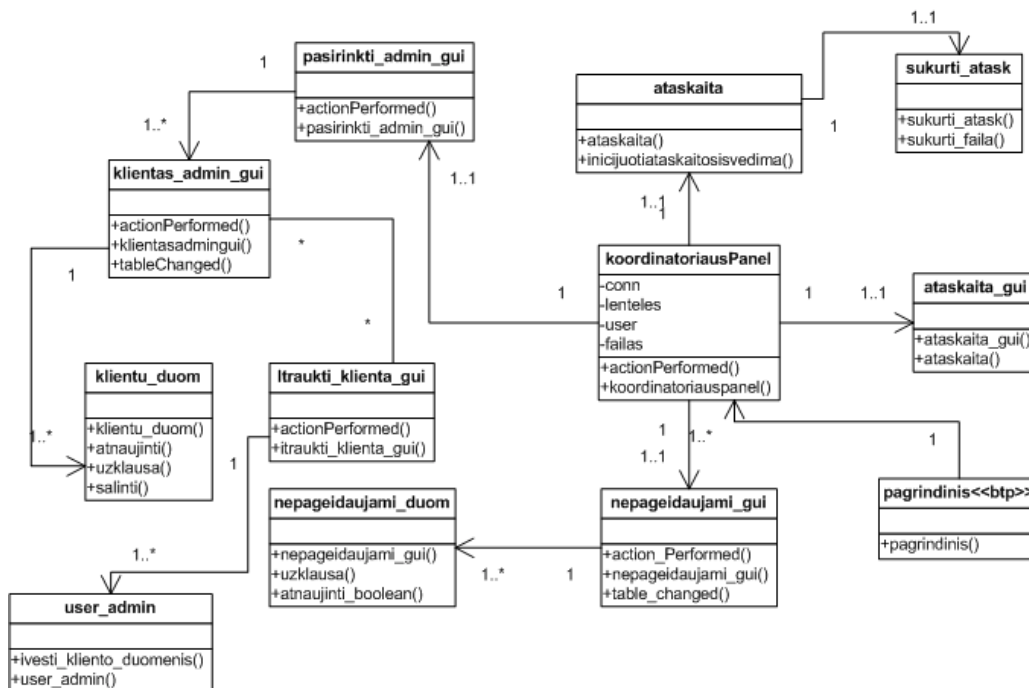 1..1
pasirinkti_admin_gui
+actionPerformed()
+pasirinkti_admin_gui()
1
1..*
1..1
ataskaita
+ataskaita()
+inicijuotiataskaitosisvedima()
1
sukurti_atask
+sukurti_atask()
+sukurti_faila()
klientas_admin_gui
+actionPerformed()
+klientasadmingui()
+tableChanged()
1
*
*
1..1
1
koordinatoriusPanel
-conn
-lenteles
-user
-failas
+actionPerformed()
+koordinatoriauspanel()
1
1
1..1
ataskaita_gui
+ataskaita_gui()
+ataskaita()
klientu_duom
+klientu_duom()
+atnaujinti()
+uzklausa()
+salinti()
1..*
Itraukti_klienta_gui
+actionPerformed()
+itraukti_klienta_gui()
1
1
1..*
1..1
1
pagrindinis<<btp>>
+pagrindinis()
nepageidaujami_duom
+nepageidaujami_gui()
+uzklausa()
+atnaujinti_boolean()
1..*
1
nepageidaujami_gui
+action_Performed()
+nepageidaujami_gui()
+table_changed()
1..*
user_admin
+ivesti_kliento_duomenis()
+user_admin()